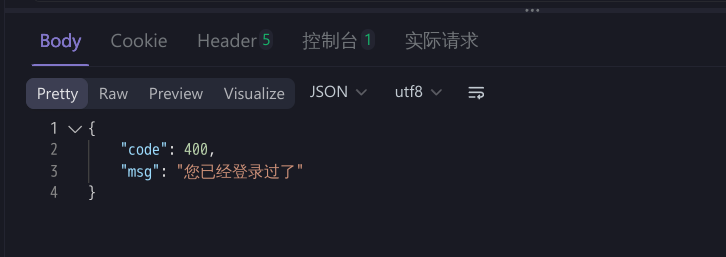 Body Cookie Header 5 控制台 1 实际请求
Pretty Raw Preview Visualize JSON utf8
1 {
2 "code": 400,
3 "msg": "您已经登录过了"
4 }